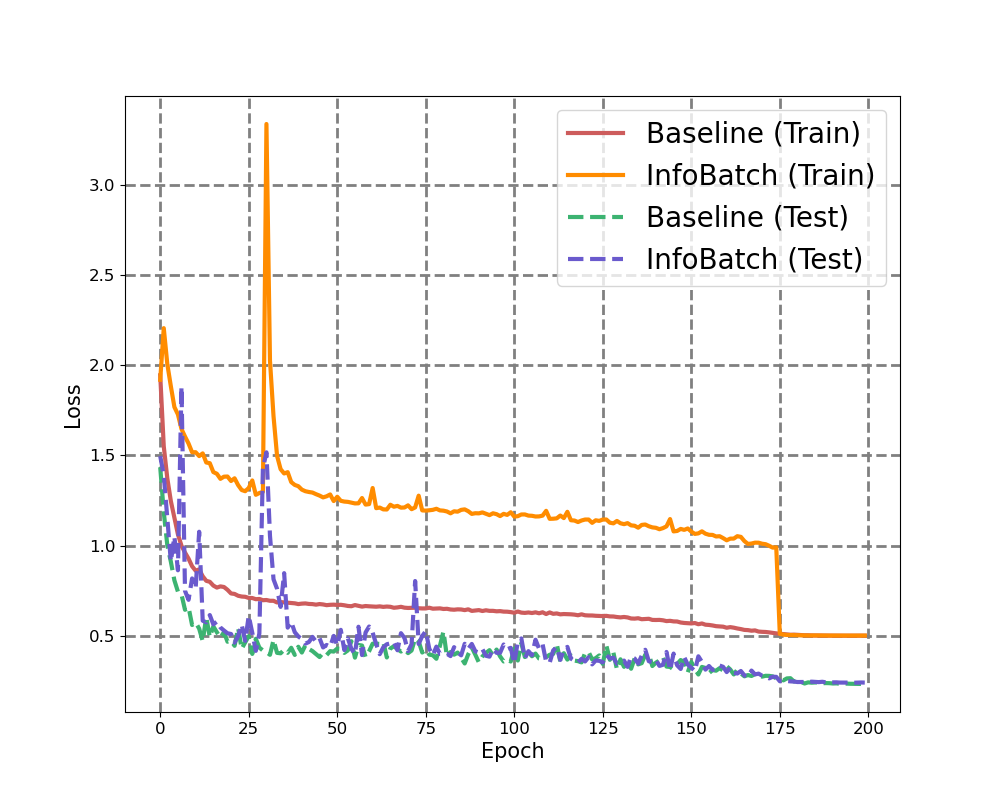 Baseline (Train)
InfoBatch (Train)
Baseline (Test)
InfoBatch (Test)
3.0
2.5
2.0
1.5
1.0
0.5
Loss
0 25 50 75 100 125 150 175 200
Epoch